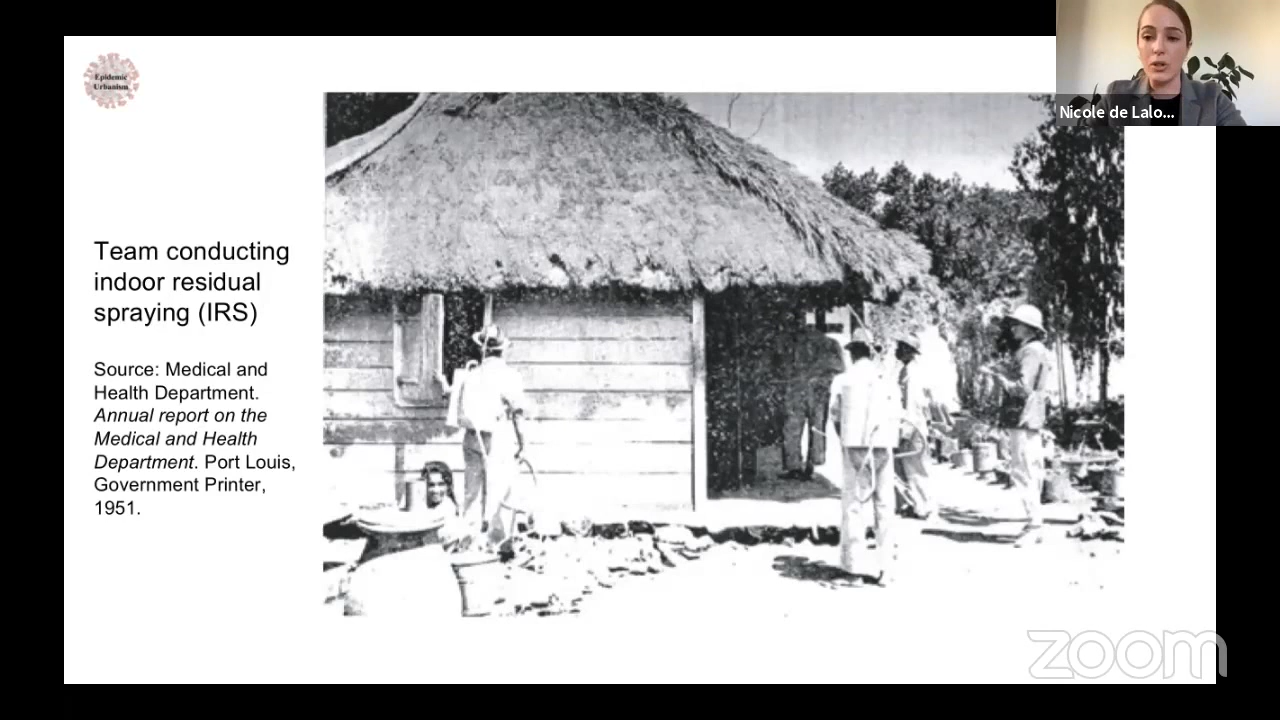 Epidemic
Urbanism
Nicole de Lalo...
Team conducting
indoor residual
spraying (IRS)
Source: Medical and
Health Department.
Annual report on the
Medical and Health
Department. Port Louis,
Government Printer,
1951.
zoom